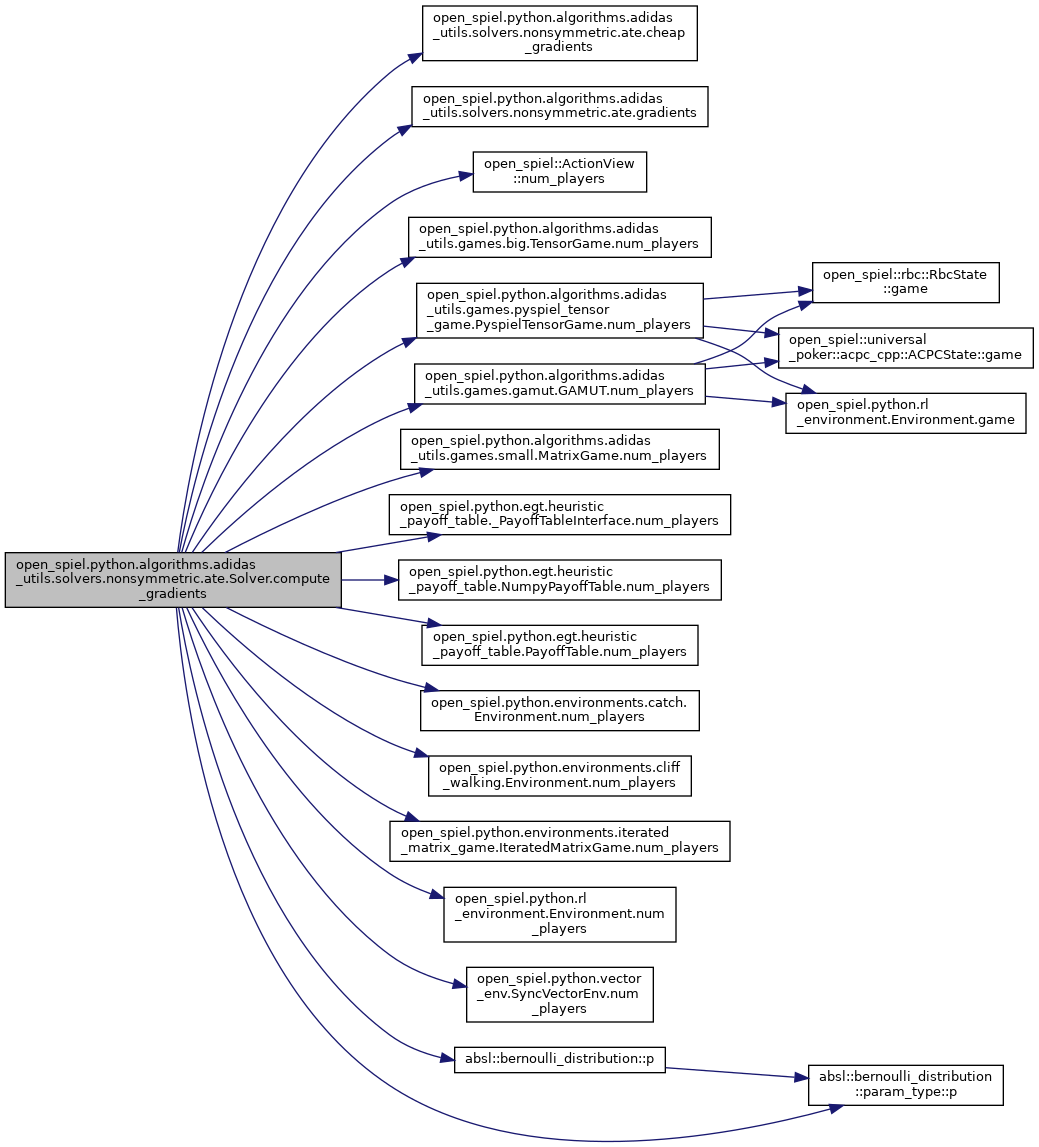 open_spiel.python.algorithms.adidas
_utils.solvers.nonsymmetric.ate.Solver.compute
_gradients
open_spiel.python.algorithms.adidas
_utils.solvers.nonsymmetric.ate.cheap
_gradients
open_spiel.python.algorithms.adidas
_utils.solvers.nonsymmetric.ate.gradients
open_spiel::ActionView
::num_players
open_spiel.python.algorithms.adidas
_utils.games.big.TensorGame.num_players
open_spiel.python.algorithms.adidas
_utils.games.pyspiel_tensor
_game.PyspielTensorGame.num_players
open_spiel.python.algorithms.adidas
_utils.games.gamut.GAMUT.num_players
open_spiel.python.algorithms.adidas
_utils.games.small.MatrixGame.num_players
open_spiel.python.egt.heuristic
_payoff_table._PayoffTableInterface.num_players
open_spiel.python.egt.heuristic
_payoff_table.NumpyPayoffTable.num_players
open_spiel.python.egt.heuristic
_payoff_table.PayoffTable.num_players
open_spiel.python.environments.catch.
Environment.num_players
open_spiel.python.environments.cliff
_walking.Environment.num_players
open_spiel.python.environments.iterated
_matrix_game.IteratedMatrixGame.num_players
open_spiel.python.rl
_environment.Environment.num
_players
open_spiel.python.vector
_env.SyncVectorEnv.num
_players
absl::bernoulli_distribution::p
open_spiel::rbc::RbcState
::game
open_spiel::universal
_poker::acpc_cpp::ACPCState::game
open_spiel.python.rl
_environment.Environment.game
absl::bernoulli_distribution
::param_type::p